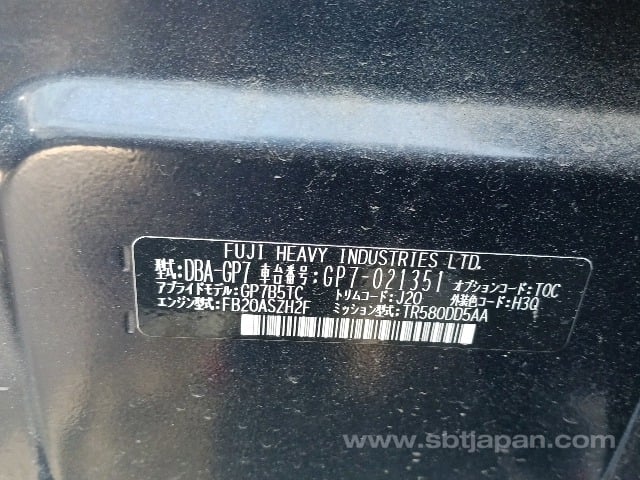 FUJI HEAVY INDUSTRIES LTD.
型式:DBA-GP7 車台番号:GP7-021351 オプションコード:TOC
アプライドモデル:GP7B5TC トリムコード:J20 外装色コード:H3Q
エンジン型式:FB20ASZH2F ミッション型式:TR580DD5AA
www.sbtjapan.com